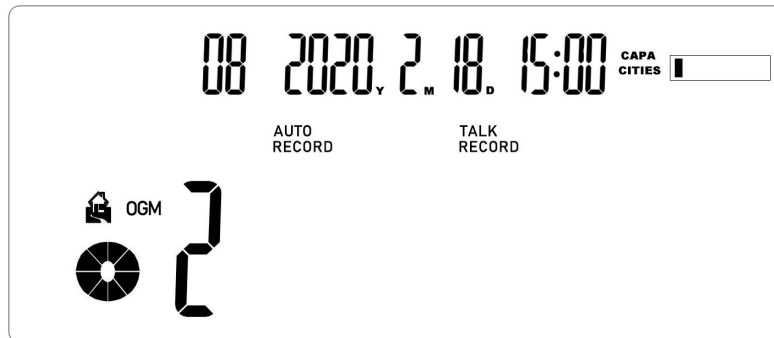 08 2020Y 2M 18D 15:00 CAPA CITIES
AUTO RECORD
TALK RECORD
OGM 2